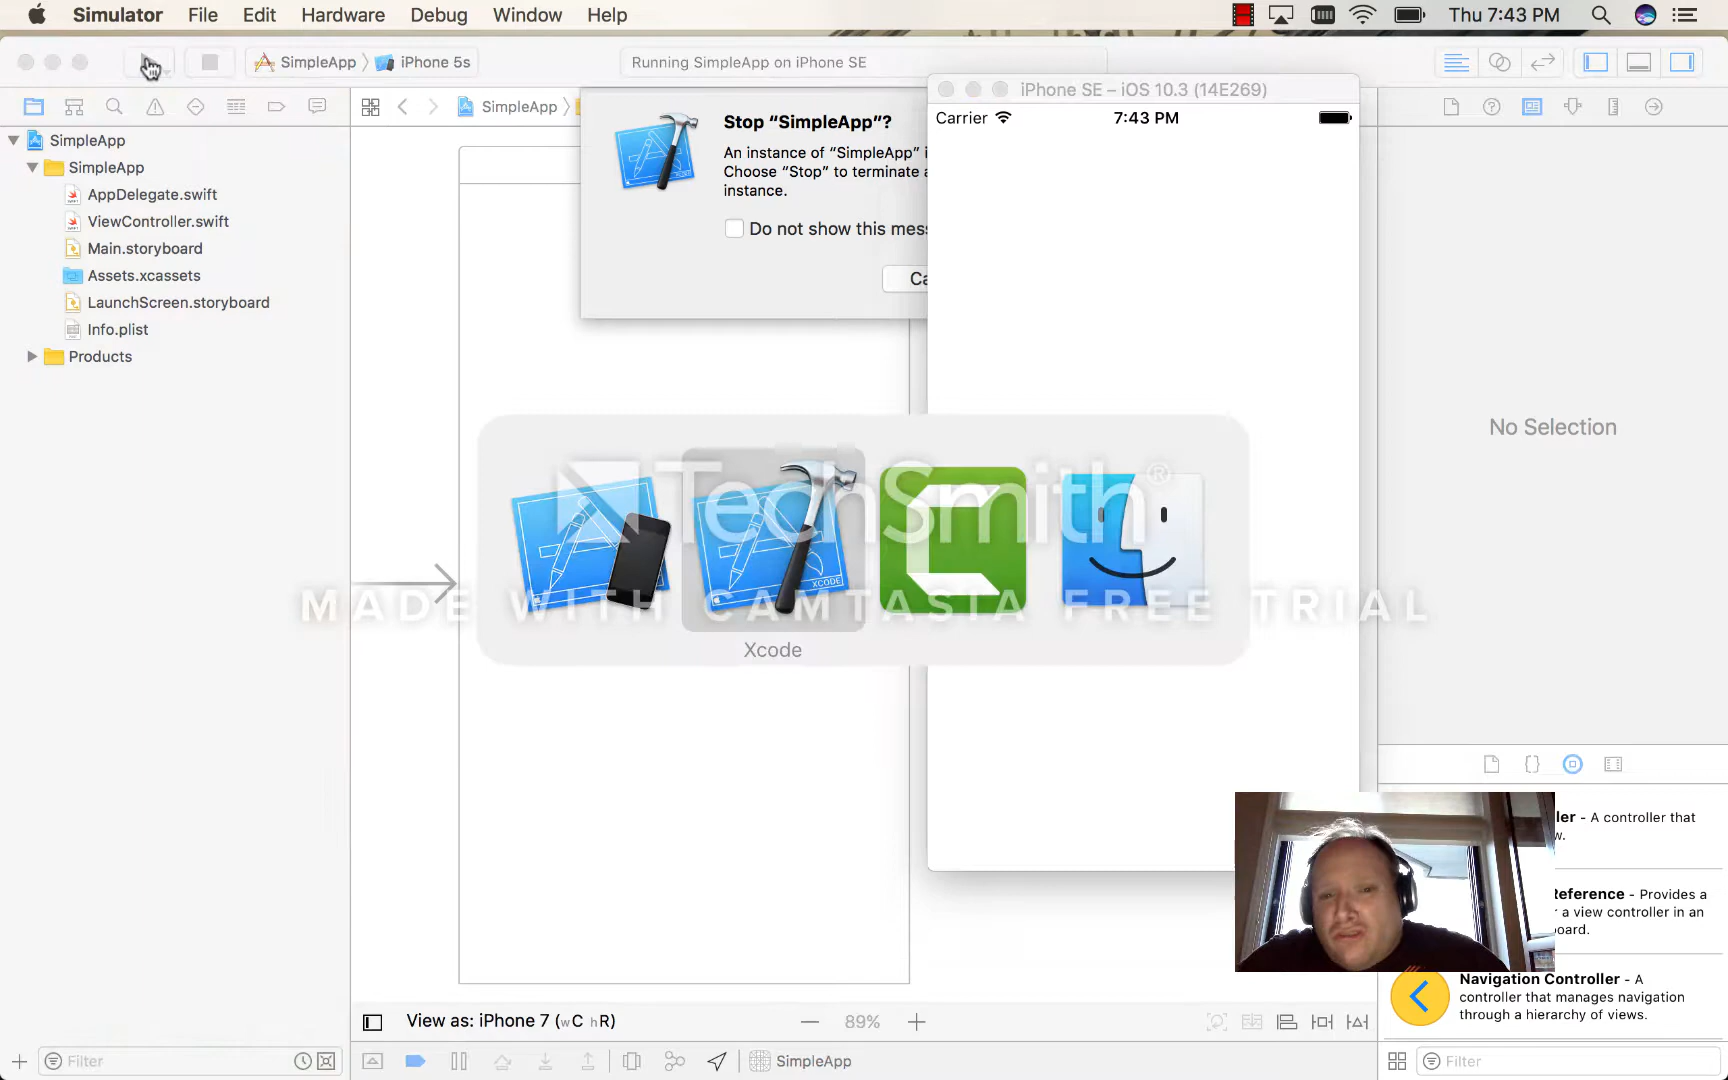 Simulator File Edit Hardware Debug Window Help Thu 7:43 PM
SimpleApp iPhone 5s Running SimpleApp on iPhone SE
iPhone SE – iOS 10.3 (14E269)
SimpleApp
Carrier 7:43 PM
SimpleApp
SimpleApp
AppDelegate.swift
ViewController.swift
Main.storyboard
Assets.xcassets
LaunchScreen.storyboard
Info.plist
Products
Stop “SimpleApp”?
An instance of “SimpleApp” i
Choose “Stop” to terminate a
instance.
Do not show this mess
Ca
No Selection
TechSmith®
XCODE
MADE WITH CAMTASIA FREE TRIAL
Xcode
ler - A controller that
w.
Reference - Provides a
r a view controller in an
oard.
Navigation Controller - A
controller that manages navigation
through a hierarchy of views.
View as: iPhone 7 (wC hR) 89%
Filter SimpleApp Filter